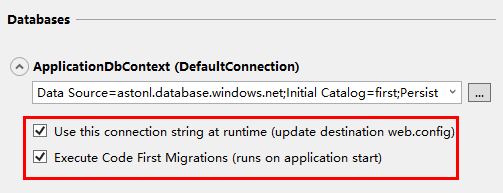 Databases
ApplicationDbContext (DefaultConnection)
Data Source=astonl.database.windows.net;Initial Catalog=first;Persist
...
Use this connection string at runtime (update destination web.config)
Execute Code First Migrations (runs on application start)